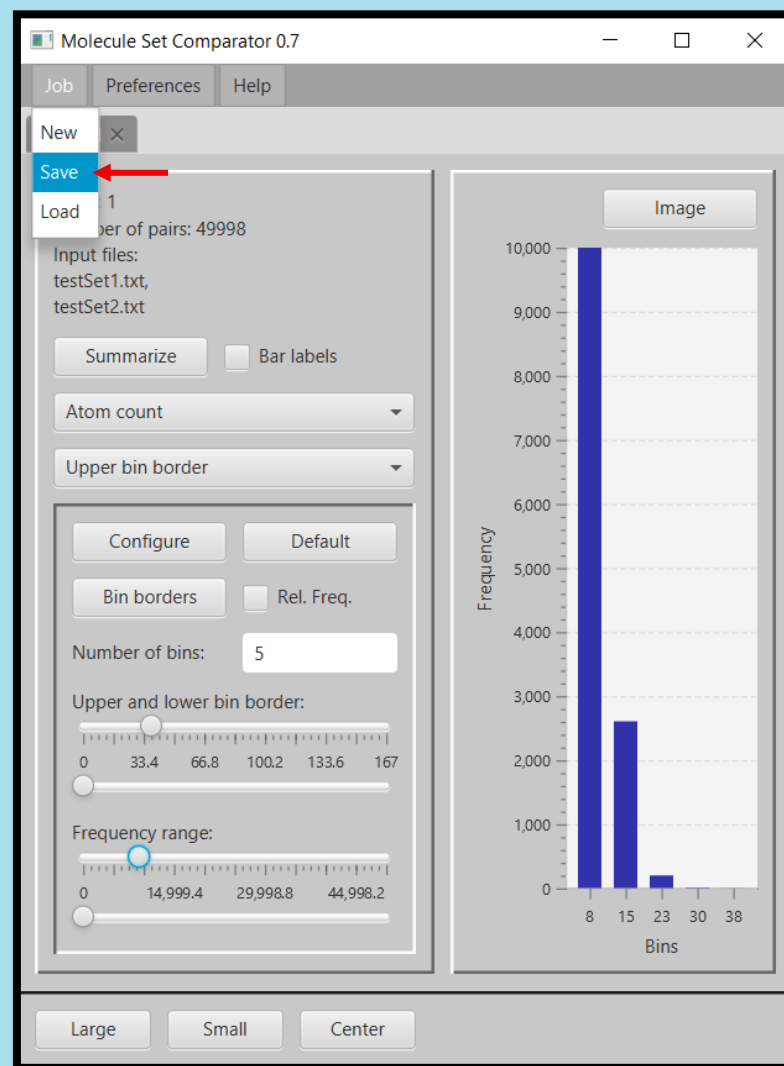 Molecule Set Comparator 0.7
Job Preferences Help
New
Save
Load
: 1
ber of pairs: 49998
Input files:
testSet1.txt,
testSet2.txt
Summarize Bar labels
Atom count
Upper bin border
Configure Default
Bin borders Rel. Freq.
Number of bins: 5
Upper and lower bin border:
0 33.4 66.8 100.2 133.6 167
Frequency range:
0 14,999.4 29,998.8 44,998.2
Image
10,000
9,000
8,000
7,000
6,000
5,000
4,000
3,000
2,000
1,000
0
Frequency
8 15 23 30 38
Bins
Large Small Center